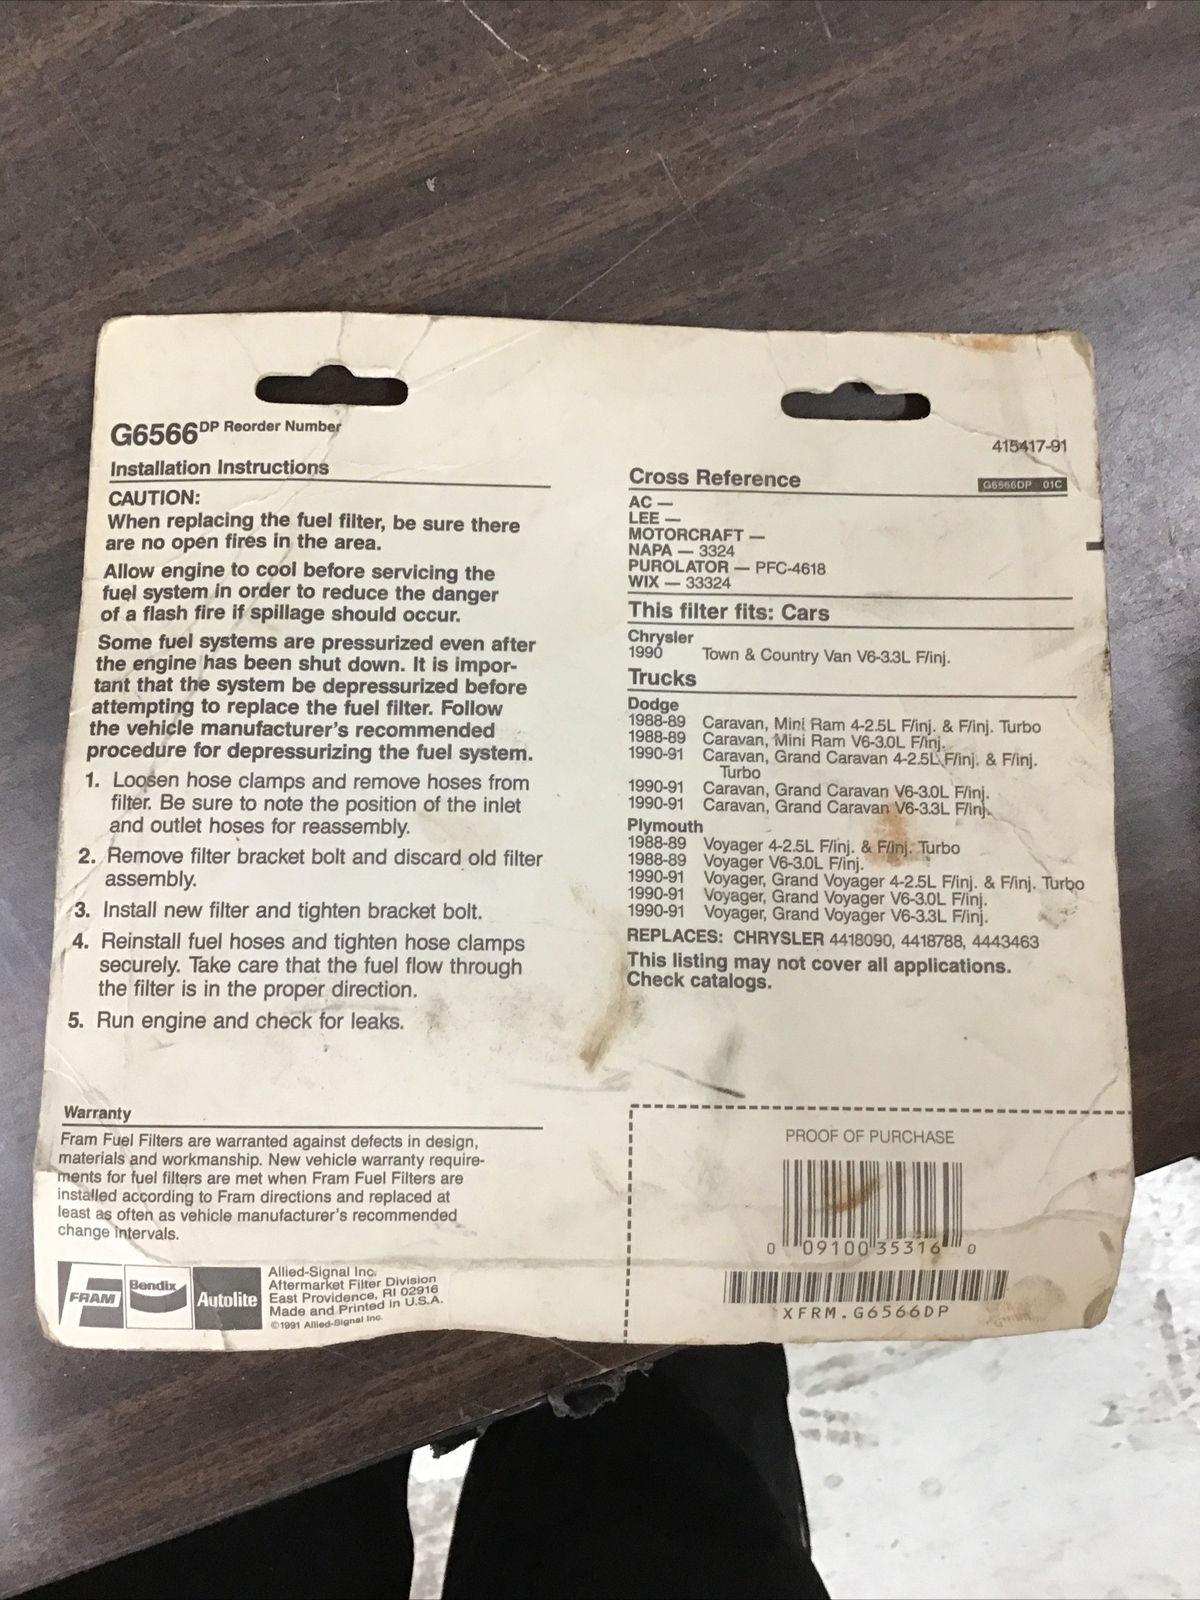 G6566 DP Reorder Number
Installation Instructions
CAUTION:
When replacing the fuel filter, be sure there
are no open fires in the area.
Allow engine to cool before servicing the
fuel system in order to reduce the danger
of a flash fire if spillage should occur.
Some fuel systems are pressurized even after
the engine has been shut down. It is impor-
tant that the system be depressurized before
attempting to replace the fuel filter. Follow
the vehicle manufacturer's recommended
procedure for depressurizing the fuel system.
1. Loosen hose clamps and remove hoses from
filter. Be sure to note the position of the inlet
and outlet hoses for reassembly.
2. Remove filter bracket bolt and discard old filter
assembly.
3. Install new filter and tighten bracket bolt.
4. Reinstall fuel hoses and tighten hose clamps
securely. Take care that the fuel flow through
the filter is in the proper direction.
5. Run engine and check for leaks.
Warranty
Fram Fuel Filters are warranted against defects in design,
materials and workmanship. New vehicle warranty require-
ments for fuel filters are met when Fram Fuel Filters are
installed according to Fram directions and replaced at
least as often as vehicle manufacturer's recommended
change intervals.
FRAM Bendix Autolite
Allied-Signal Inc.
Aftermarket Filter Division
East Providence, RI 02916
Made and Printed in U.S.A.
©1991 Allied-Signal Inc.
415417-91
Cross Reference
G6566DP 01C
AC —
LEE —
MOTORCRAFT —
NAPA — 3324
PUROLATOR — PFC-4618
WIX — 33324
This filter fits: Cars
Chrysler
1990 Town & Country Van V6-3.3L F/inj.
Trucks
Dodge
1988-89 Caravan, Mini Ram 4-2.5L F/inj. & F/inj. Turbo
1988-89 Caravan, Mini Ram V6-3.0L F/inj.
1990-91 Caravan, Grand Caravan 4-2.5L F/inj. & F/inj.
Turbo
1990-91 Caravan, Grand Caravan V6-3.0L F/inj.
1990-91 Caravan, Grand Caravan V6-3.3L F/inj.
Plymouth
1988-89 Voyager 4-2.5L F/inj. & F/inj. Turbo
1988-89 Voyager V6-3.0L F/inj.
1990-91 Voyager, Grand Voyager 4-2.5L F/inj. & F/inj. Turbo
1990-91 Voyager, Grand Voyager V6-3.0L F/inj.
1990-91 Voyager, Grand Voyager V6-3.3L F/inj.
REPLACES: CHRYSLER 4418090, 4418788, 4443463
This listing may not cover all applications.
Check catalogs.
PROOF OF PURCHASE
0 09100 35316 0
XFRM.G6566DP